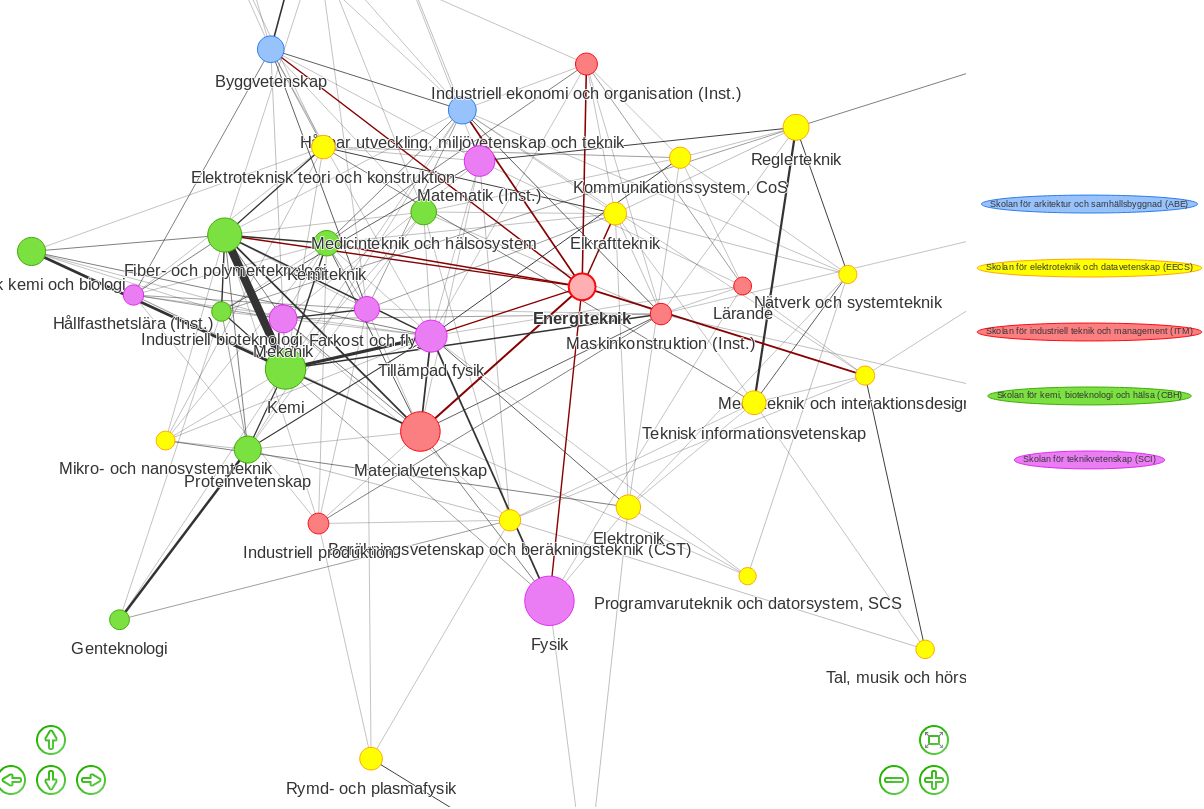 Byggvetenskap
Industriell ekonomi och organisation (Inst.)
Hållbar utveckling, miljövetenskap och teknik
Reglerteknik
Elektroteknisk teori och konstruktion
Kommunikationssystem, CoS
Matematik (Inst.)
Skolan för arkitektur och samhällsbyggnad (ABE)
Medicinteknik och hälsosystem
Elkraftteknik
Fiber- och polymerteknologi
Kemiteknik
k kemi och biologi
Skolan för elektroteknik och datavetenskap (EECS)
Nätverk och systemteknik
Lärande
Energiteknik
Hållfasthetslära (Inst.)
Skolan för industriell teknik och management (ITM)
Industriell bioteknologi
Farkost och fly
Maskinkonstruktion (Inst.)
Mekanik
Tillämpad fysik
Skolan för kemi, bioteknologi och hälsa (CBH)
Kemi
teknik och interaktionsdesign
Teknisk informationsvetenskap
Skolan för teknikvetenskap (SCI)
Mikro- och nanosystemteknik
Materialvetenskap
Proteinvetenskap
Elektronik
Industriell produktion
Beräkningsvetenskap och beräkningsteknik (CST)
Programvaruteknik och datorsystem, SCS
Genteknologi
Fysik
Tal, musik och hörs
Rymd- och plasmafysik